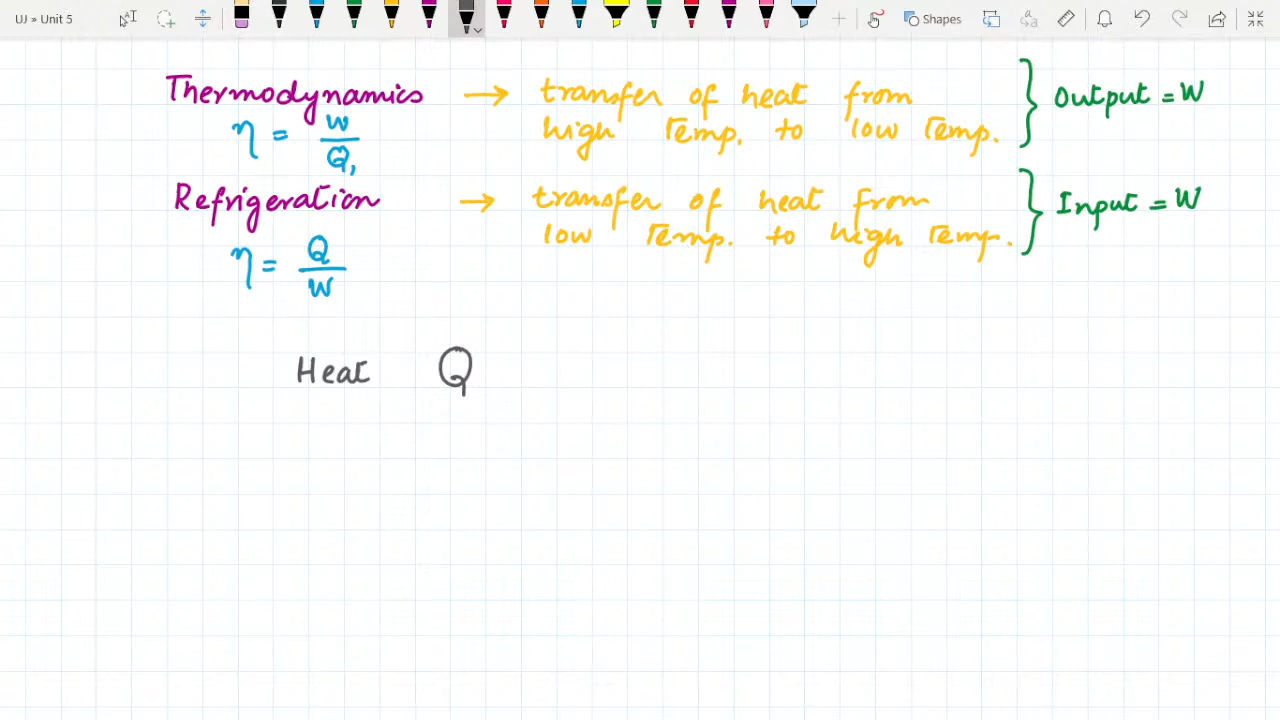 UJ » Unit 5
Shapes
Thermodynamics → transfer of heat from
high Temp. to low Temp. } Output = W
η = W/Q₁
Refrigeration → transfer of heat from
low Temp. to high Temp. } Input = W
η = Q/W
Heat Q